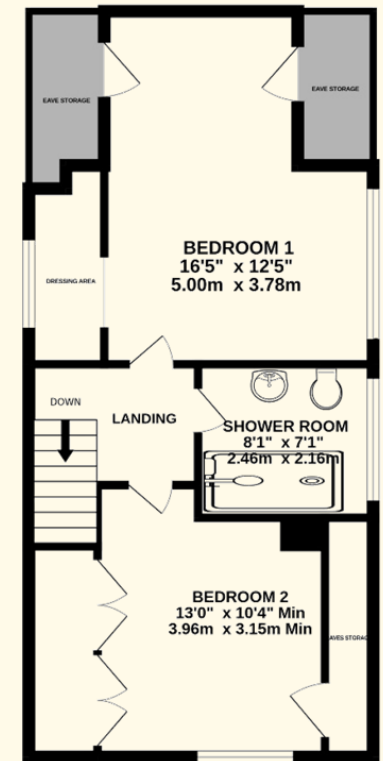 EAVE STORAGE
EAVE STORAGE
BEDROOM 1
16'5" x 12'5"
5.00m x 3.78m
DRESSING AREA
DOWN
LANDING
SHOWER ROOM
8'1" x 7'1"
2.46m x 2.16m
BEDROOM 2
13'0" x 10'4" Min
3.96m x 3.15m Min
AVES STORAG